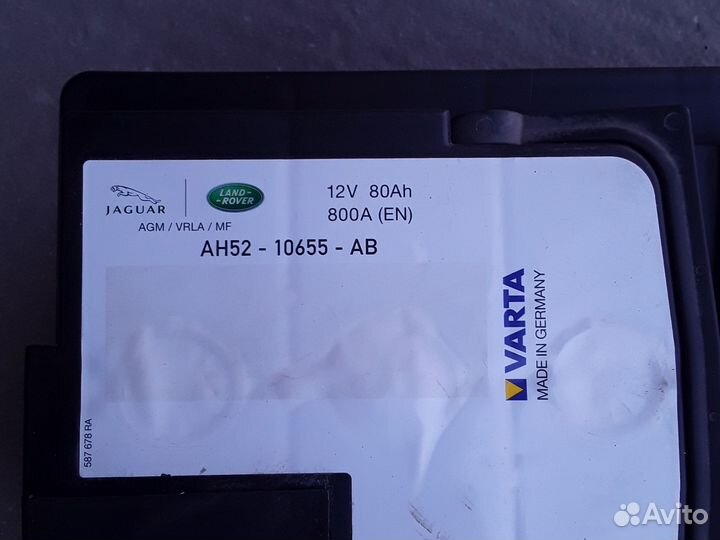 JAGUAR
LAND-
ROVER
12V 80Ah
800A (EN)
AGM / VRLA / MF
AH52 - 10655 - AB
VARTA
MADE IN GERMANY
587 678 RA
Avito